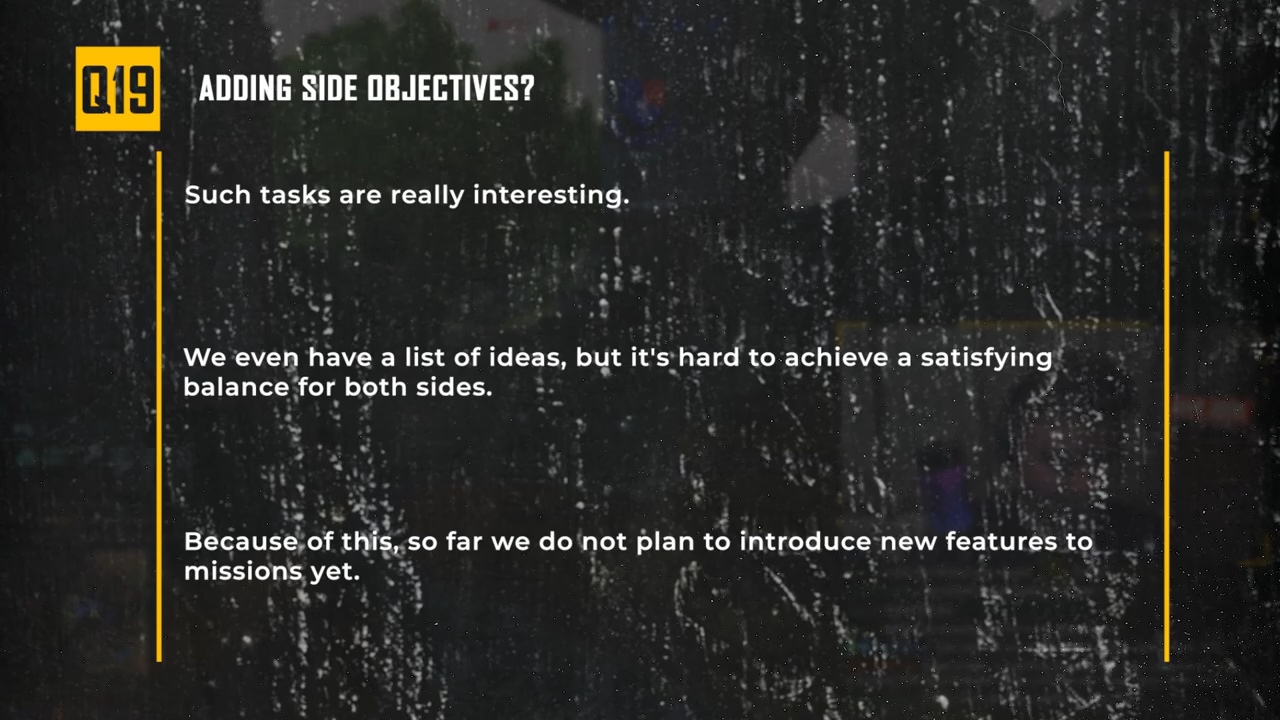 Q19
ADDING SIDE OBJECTIVES?
Such tasks are really interesting.
We even have a list of ideas, but it's hard to achieve a satisfying
balance for both sides.
Because of this, so far we do not plan to introduce new features to
missions yet.